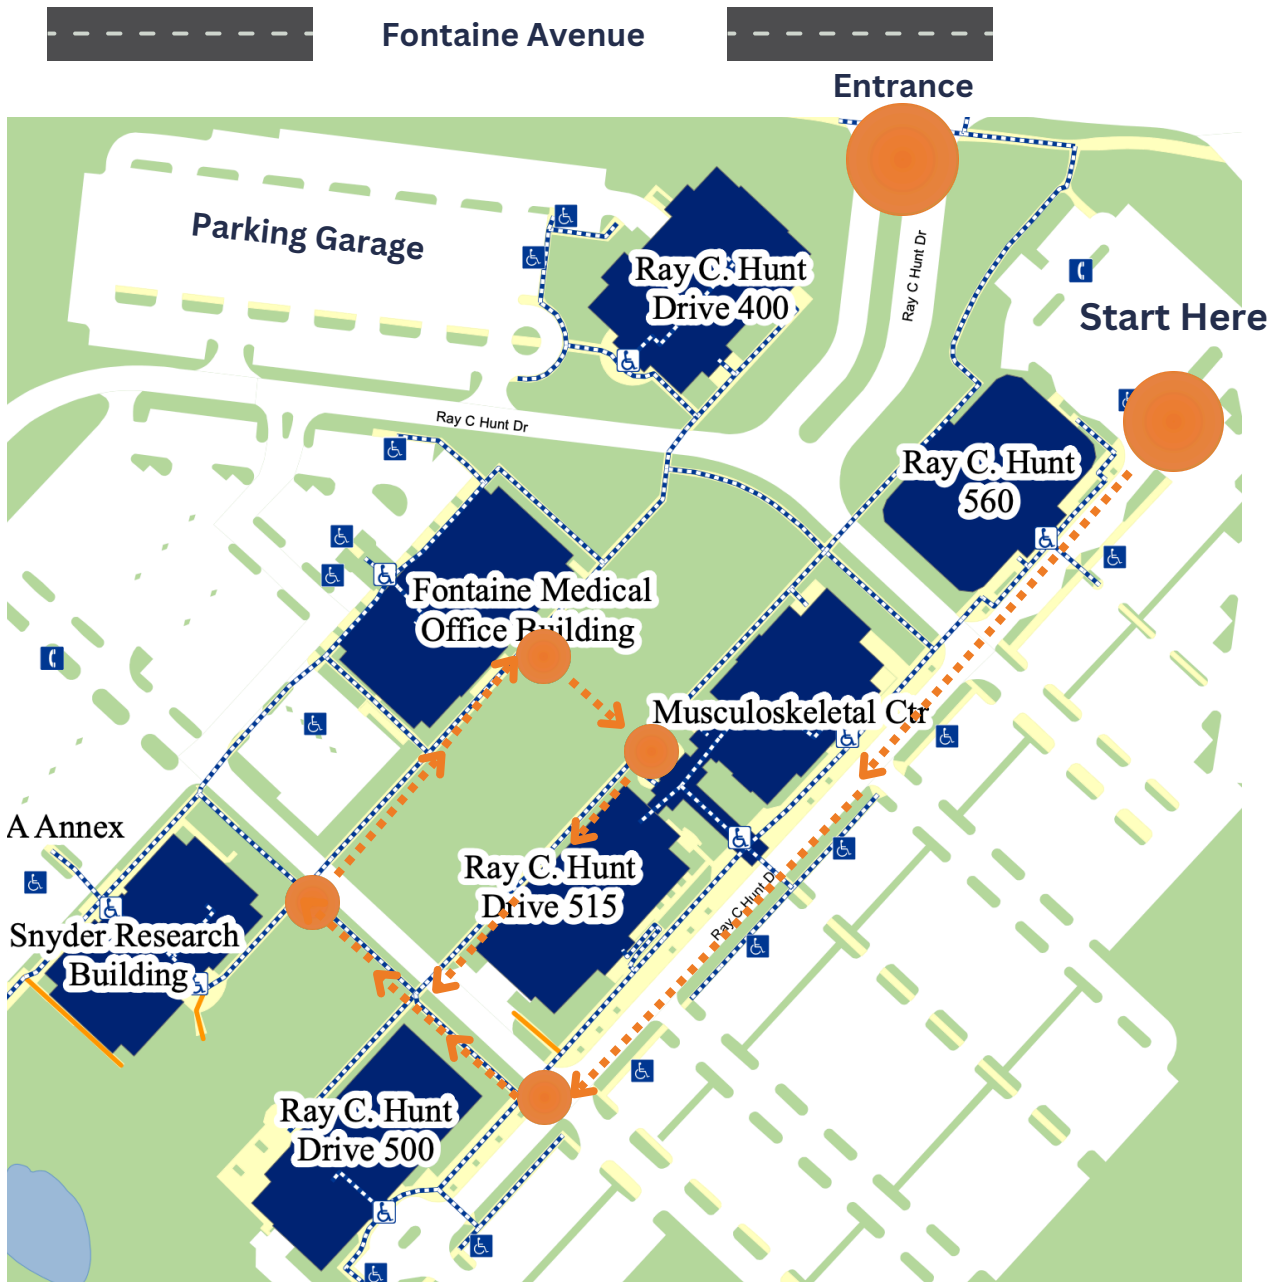 Fontaine Avenue
Entrance
Parking Garage
Ray C. Hunt
Drive 400
Ray C Hunt Dr
Start Here
Ray C Hunt Dr
Ray C. Hunt
560
Fontaine Medical
Office Building
Musculoskeletal Ctr
A Annex
Ray C. Hunt
Drive 515
Ray C Hunt D
Snyder Research
Building
Ray C. Hunt
Drive 500